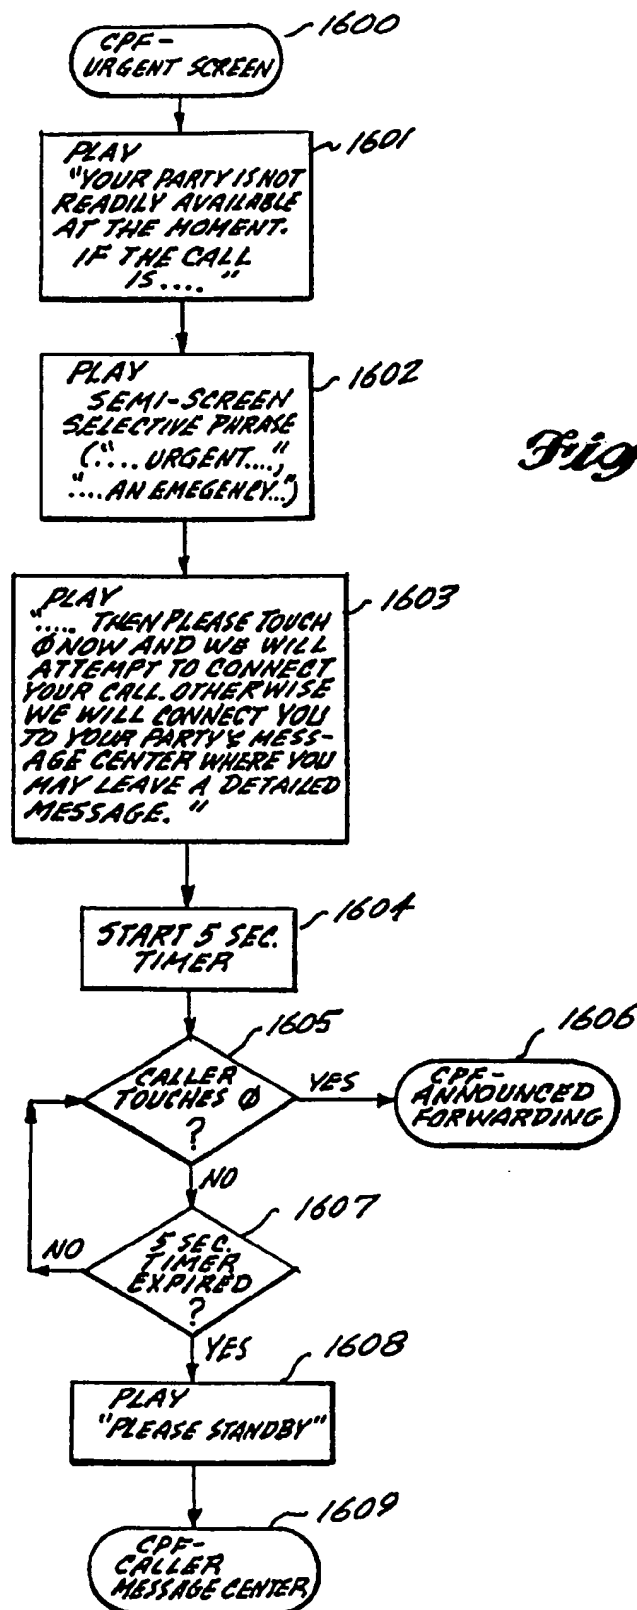 1600
CPF-
URGENT SCREEN
1601
PLAY
"YOUR PARTY IS NOT
READILY AVAILABLE
AT THE MOMENT.
IF THE CALL
IS .... "
1602
PLAY
SEMI-SCREEN
SELECTIVE PHRASE
("....URGENT....",
"....AN EMEGENCY...")
Fig
1603
PLAY
"..... THEN PLEASE TOUCH
Ø NOW AND WE WILL
ATTEMPT TO CONNECT
YOUR CALL. OTHERWISE
WE WILL CONNECT YOU
TO YOUR PARTY'S MESS-
AGE CENTER WHERE YOU
MAY LEAVE A DETAILED
MESSAGE. "
1604
START 5 SEC.
TIMER
1605
CALLER
TOUCHES Ø
?
YES
1606
CPF-
ANNOUNCED
FORWARDING
NO
1607
5 SEC.
TIMER
EXPIRED
?
NO
YES
1608
PLAY
"PLEASE STANDBY"
1609
CPF-
CALLER
MESSAGE CENTER